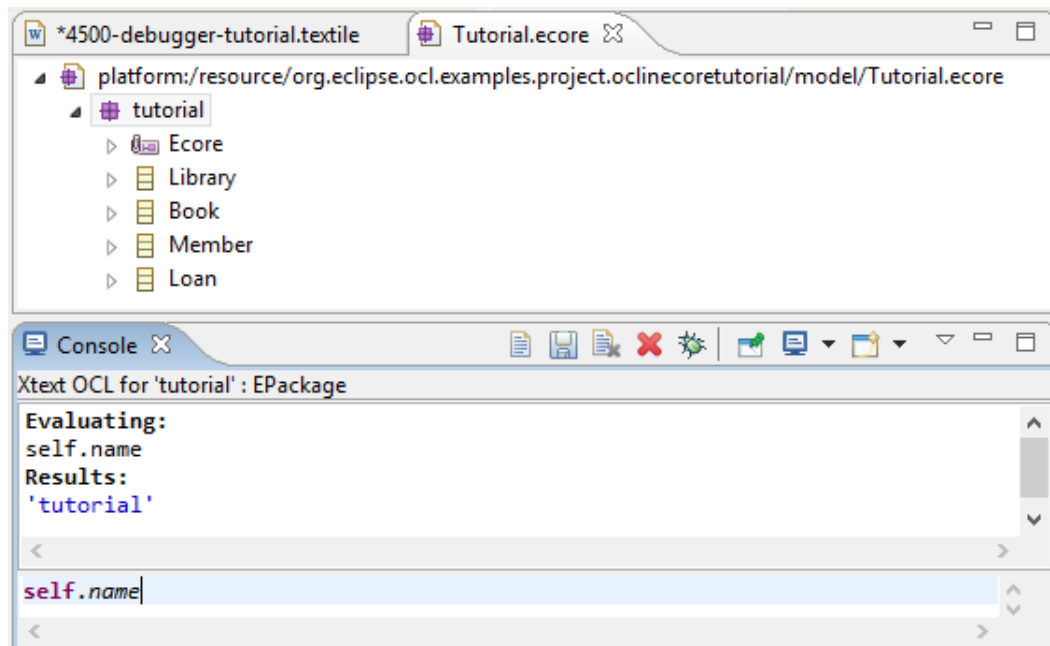 *4500-debugger-tutorial.textile Tutorial.ecore
platform:/resource/org.eclipse.ocl.examples.project.oclinecoretutorial/model/Tutorial.ecore
tutorial
Ecore
Library
Book
Member
Loan
Console
Xtext OCL for 'tutorial' : EPackage
Evaluating:
self.name
Results:
'tutorial'
self.name